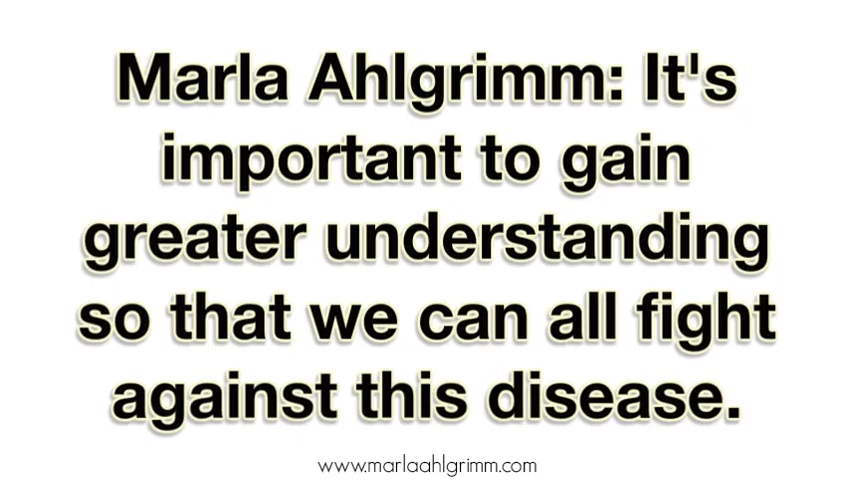 Marla Ahlgrimm: It's
important to gain
greater understanding
so that we can all fight
against this disease.
www.marlaahlgrimm.com